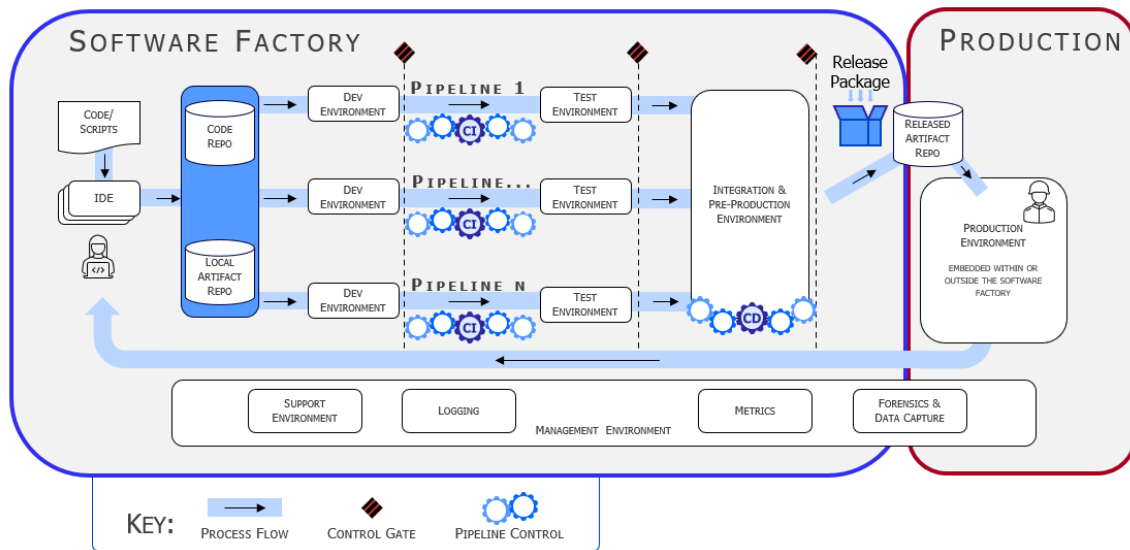 SOFTWARE FACTORY
PRODUCTION
CODE/
SCRIPTS
IDE
</>
CODE
REPO
LOCAL
ARTIFACT
REPO
DEV
ENVIRONMENT
PIPELINE 1
CI
TEST
ENVIRONMENT
DEV
ENVIRONMENT
PIPELINE...
CI
TEST
ENVIRONMENT
DEV
ENVIRONMENT
PIPELINE N
CI
TEST
ENVIRONMENT
INTEGRATION &
PRE-PRODUCTION
ENVIRONMENT
CD
Release
Package
RELEASED
ARTIFACT
REPO
PRODUCTION
ENVIRONMENT
EMBEDDED WITHIN OR
OUTSIDE THE SOFTWARE
FACTORY
SUPPORT
ENVIRONMENT
LOGGING
MANAGEMENT ENVIRONMENT
METRICS
FORENSICS &
DATA CAPTURE
KEY:
PROCESS FLOW
CONTROL GATE
PIPELINE CONTROL